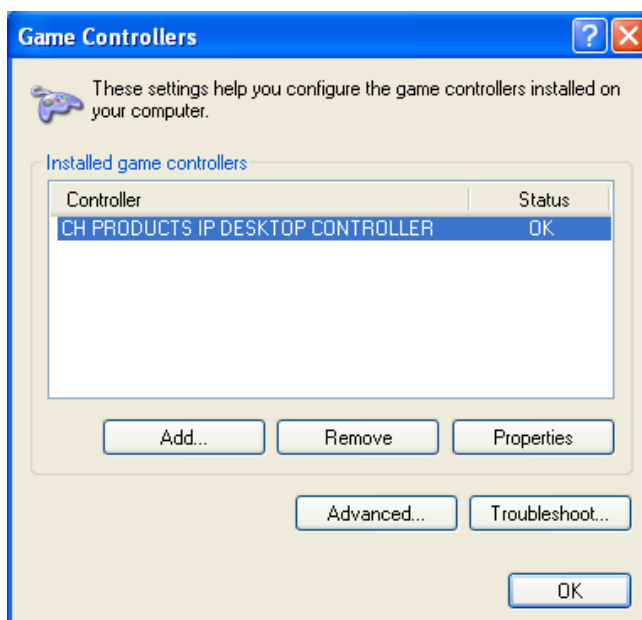 Game Controllers
These settings help you configure the game controllers installed on
your computer.
Installed game controllers
Controller Status
CH PRODUCTS IP DESKTOP CONTROLLER OK
Add... Remove Properties
Advanced... Troubleshoot...
OK